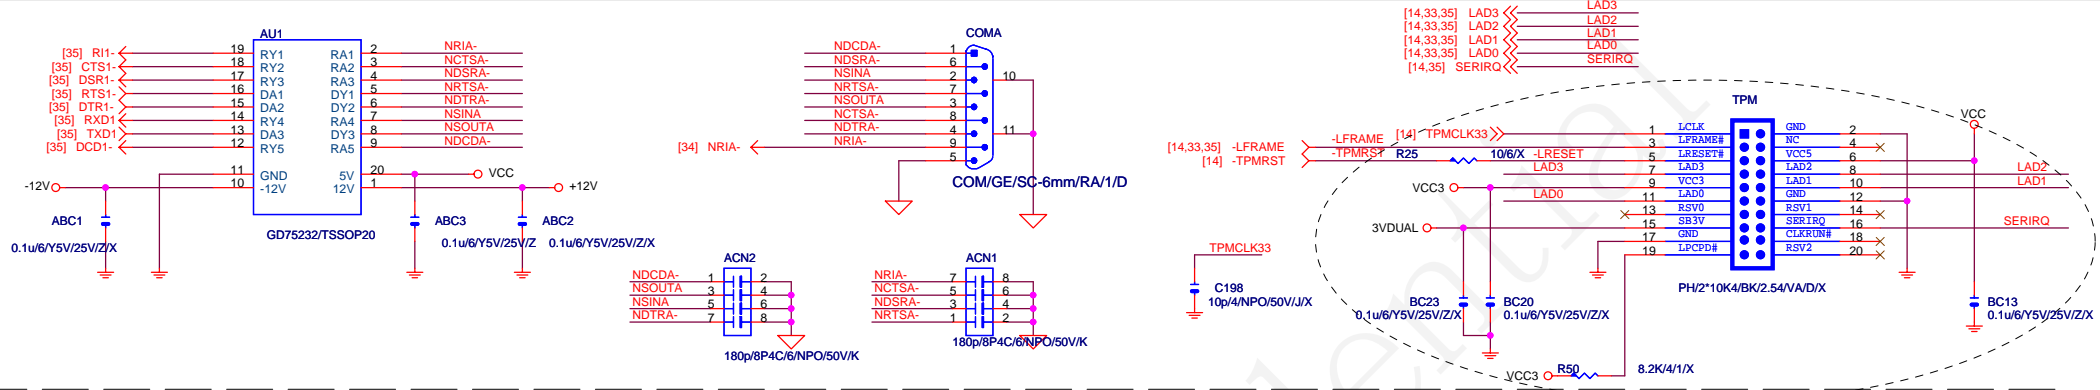 AU1
[35] RI1-
[35] CTS1-
[35] DSR1-
[35] RTS1-
[35] DTR1-
[35] RXD1
[35] TXD1
[35] DCD1-
19 RY1 RA1 2 NRIA-
18 RY2 RA2 3 NCTSA-
17 RY3 RA3 4 NDSRA-
16 DA1 DY1 5 NRTSA-
15 DA2 DY2 6 NDTRA-
14 RY4 RA4 7 NSINA
13 DA3 DY3 8 NSOUTA
12 RY5 RA5 9 NDCDA-
11 GND 5V 20 VCC
-12V 10 -12V 12V 1 +12V
ABC1
0.1u/6/Y5V/25V/Z/X
ABC3
0.1u/6/Y5V/25V/Z
ABC2
0.1u/6/Y5V/25V/Z/X
GD75232/TSSOP20
COMA
NDCDA- 1
NDSRA- 6
NSINA 2 10
NRTSA- 7
NSOUTA 3
NCTSA- 8
NDTRA- 4 11
[34] NRIA- NRIA- 9
5
COM/GE/SC-6mm/RA/1/D
ACN2
NDCDA- 1 2
NSOUTA 3 4
NSINA 5 6
NDTRA- 7 8
180p/8P4C/6/NPO/50V/K
ACN1
NRIA- 7 8
NCTSA- 5 6
NDSRA- 3 4
NRTSA- 1 2
180p/8P4C/6/NPO/50V/K
[14,33,35] LAD3 LAD3
[14,33,35] LAD2 LAD2
[14,33,35] LAD1 LAD1
[14,33,35] LAD0 LAD0
[14,35] SERIRQ SERIRQ
TPM
VCC
[14] TPMCLK33 1 LCLK GND 2
[14,33,35] -LFRAME -LFRAME 3 LFRAME# NC 4
[14] -TPMRST -TPMRST R25 10/6/X -LRESET 5 LRESET# VCC5 6
LAD3 7 LAD3 LAD2 8 LAD2
VCC3 9 VCC3 LAD1 10 LAD1
LAD0 11 LAD0 GND 12
13 RSV0 RSV1 14
3VDUAL 15 SB3V SERIRQ 16 SERIRQ
17 GND CLKRUN# 18
19 LPCPD# RSV2 20
PH/2*10K4/BK/2.54/VA/D/X
TPMCLK33
C198
10p/4/NPO/50V/J/X
BC23
0.1u/6/Y5V/25V/Z/X
BC20
0.1u/6/Y5V/25V/Z/X
BC13
0.1u/6/Y5V/25V/Z/X
VCC3 R50 8.2K/4/1/X